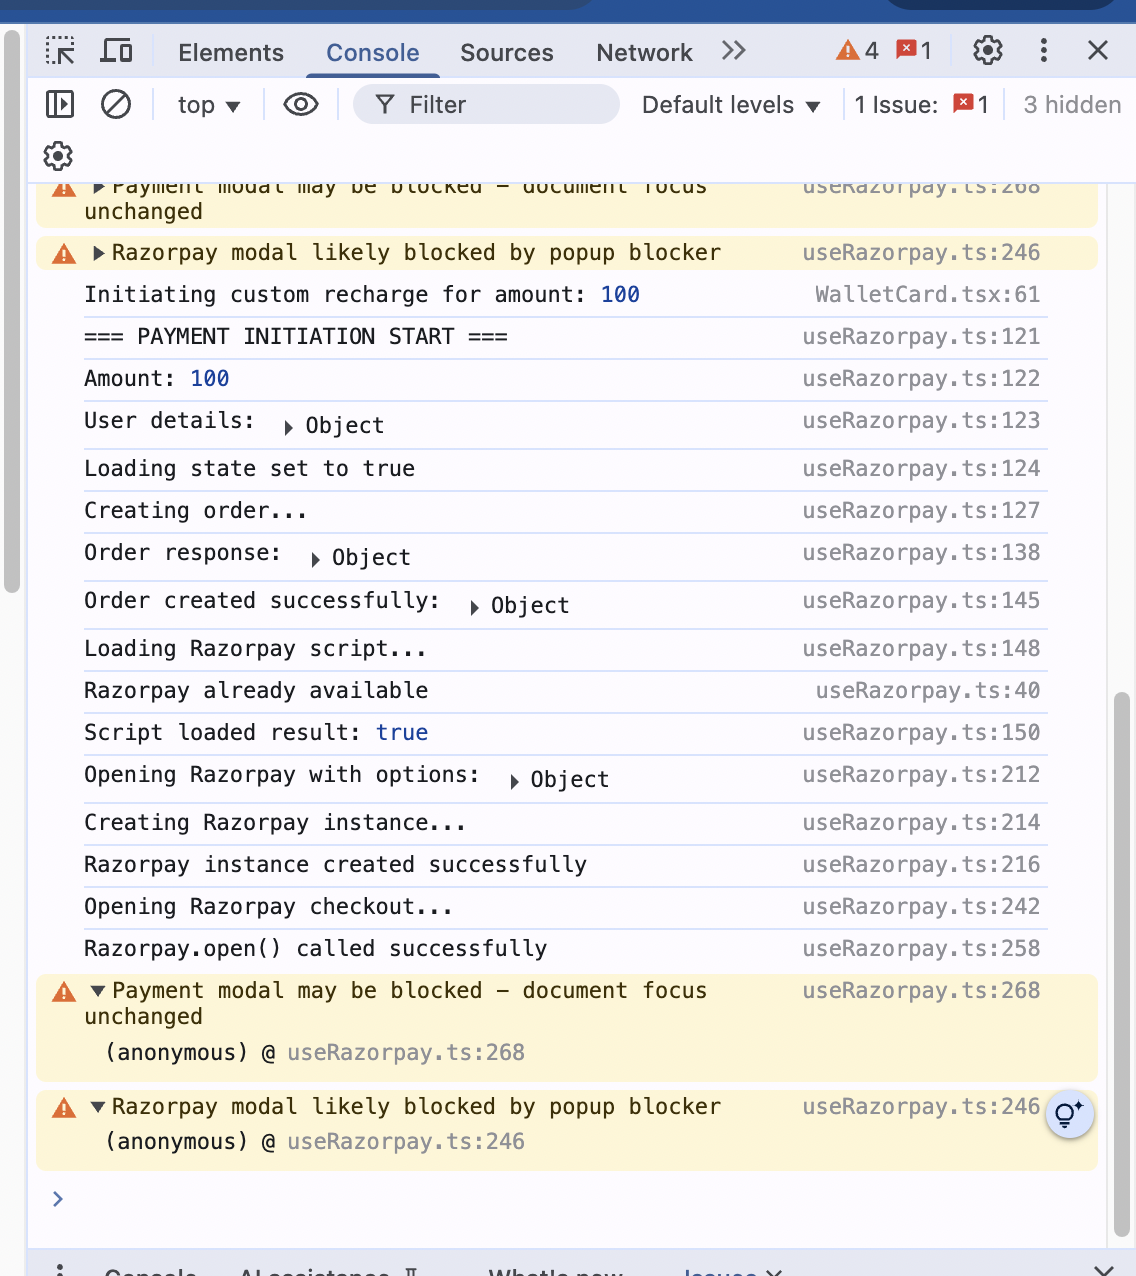 Elements Console Sources Network 4 1
top Filter Default levels 1 Issue: 1 3 hidden
Payment modal may be blocked – document focus useRazorpay.ts:268
unchanged
Razorpay modal likely blocked by popup blocker useRazorpay.ts:246
Initiating custom recharge for amount: 100 WalletCard.tsx:61
=== PAYMENT INITIATION START === useRazorpay.ts:121
Amount: 100 useRazorpay.ts:122
User details: Object useRazorpay.ts:123
Loading state set to true useRazorpay.ts:124
Creating order... useRazorpay.ts:127
Order response: Object useRazorpay.ts:138
Order created successfully: Object useRazorpay.ts:145
Loading Razorpay script... useRazorpay.ts:148
Razorpay already available useRazorpay.ts:40
Script loaded result: true useRazorpay.ts:150
Opening Razorpay with options: Object useRazorpay.ts:212
Creating Razorpay instance... useRazorpay.ts:214
Razorpay instance created successfully useRazorpay.ts:216
Opening Razorpay checkout... useRazorpay.ts:242
Razorpay.open() called successfully useRazorpay.ts:258
Payment modal may be blocked – document focus useRazorpay.ts:268
unchanged
(anonymous) @ useRazorpay.ts:268
Razorpay modal likely blocked by popup blocker useRazorpay.ts:246
(anonymous) @ useRazorpay.ts:246
Console AI assistance What's new Issues